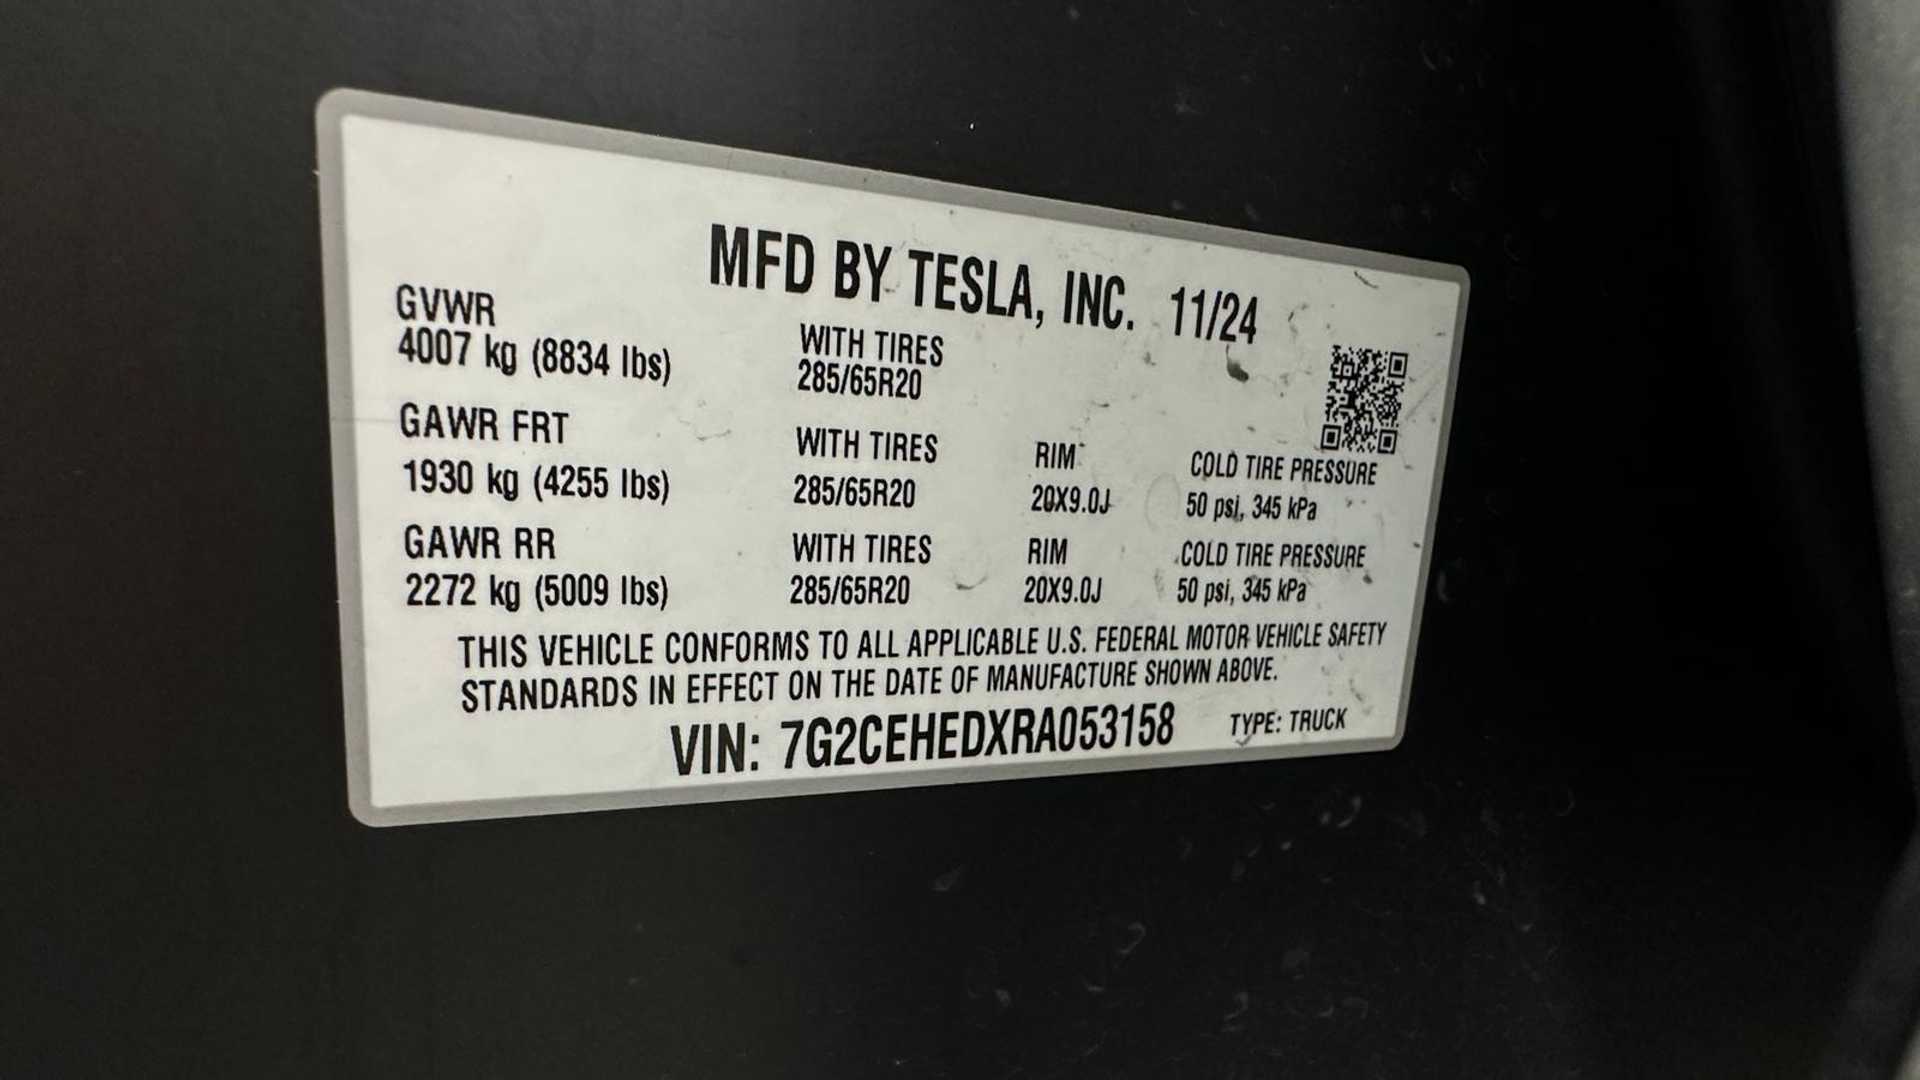 MFD BY TESLA, INC. 11/24
GVWR
4007 kg (8834 lbs)
WITH TIRES
285/65R20
GAWR FRT
1930 kg (4255 lbs)
WITH TIRES
285/65R20
RIM
20X9.0J
COLD TIRE PRESSURE
50 psi, 345 kPa
GAWR RR
2272 kg (5009 lbs)
WITH TIRES
285/65R20
RIM
20X9.0J
COLD TIRE PRESSURE
50 psi, 345 kPa
THIS VEHICLE CONFORMS TO ALL APPLICABLE U.S. FEDERAL MOTOR VEHICLE SAFETY
STANDARDS IN EFFECT ON THE DATE OF MANUFACTURE SHOWN ABOVE.
VIN: 7G2CEHEDXRA053158 TYPE: TRUCK